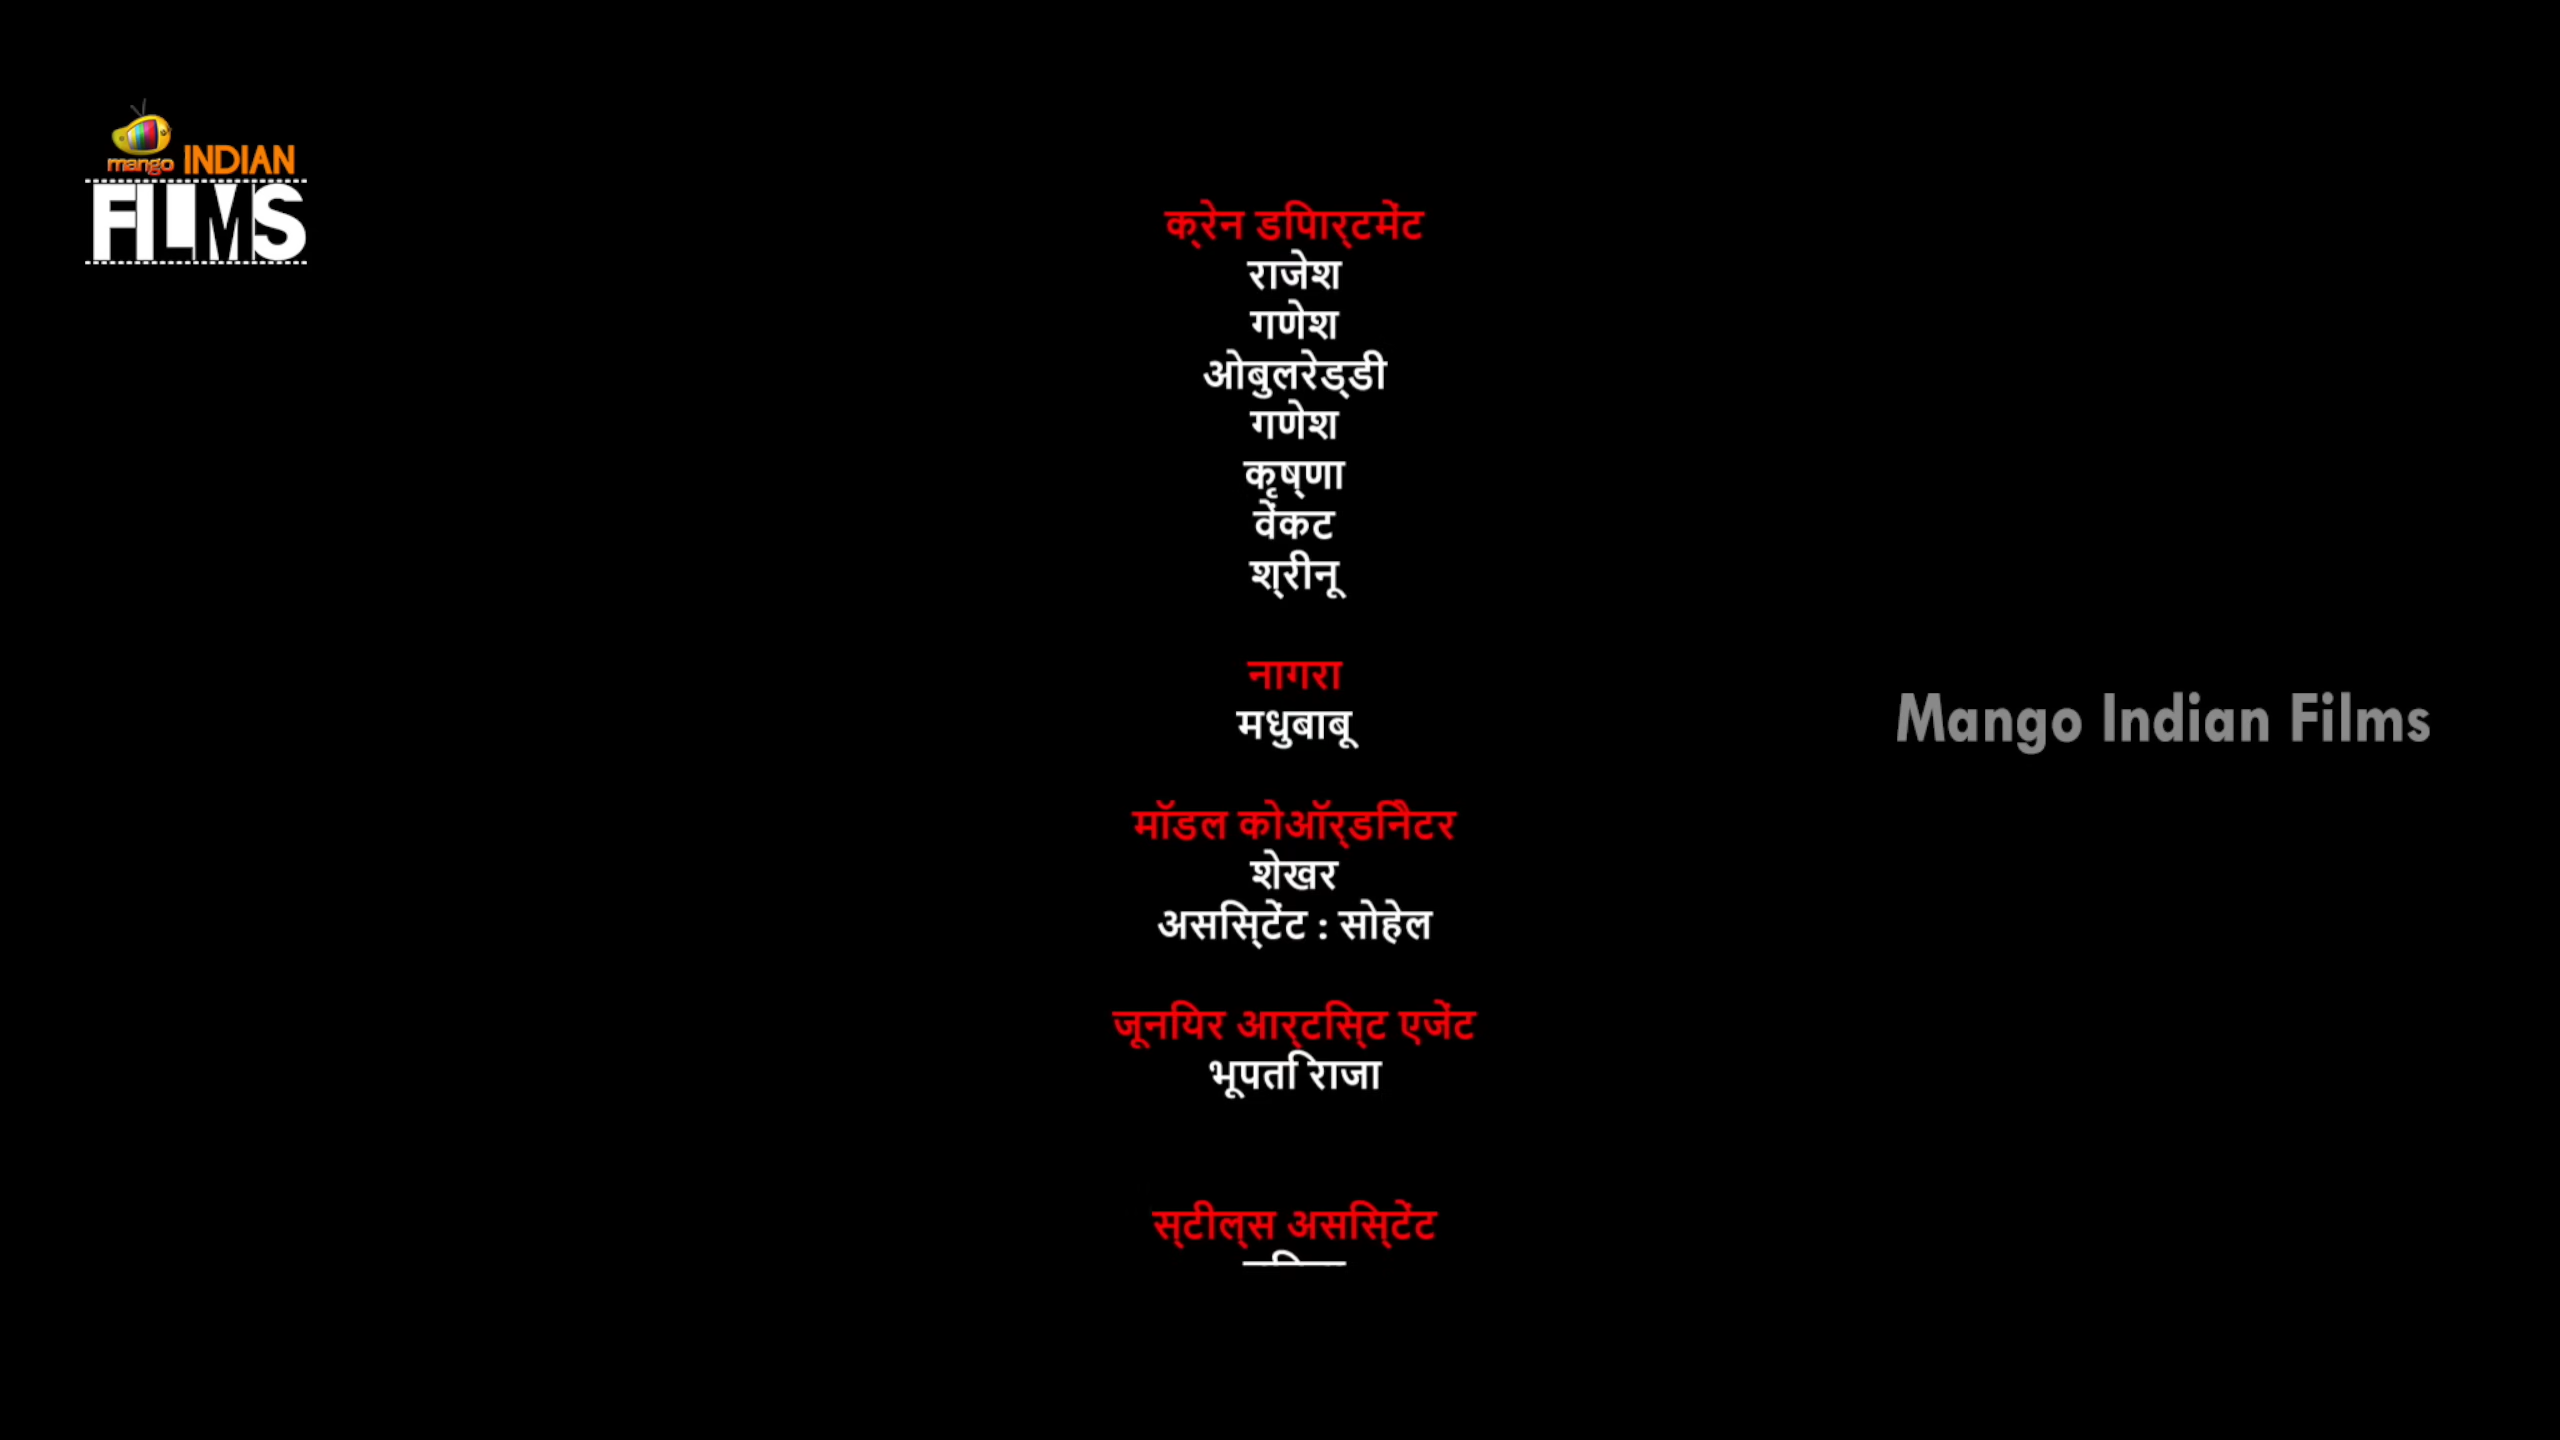 mango INDIAN
FILMS
क्रेन डिपार्टमेंट
राजेश
गणेश
ओबुलरेड्डी
गणेश
कृष्णा
वेंकट
श्रीनू
नागरा
मधुबाबू
Mango Indian Films
मॉडल कोऑर्डिनेटर
शेखर
असिस्टेंट : सोहेल
जूनियर आर्टिस्ट एजेंट
भूपति राजा
स्टील्स असिस्टेंट